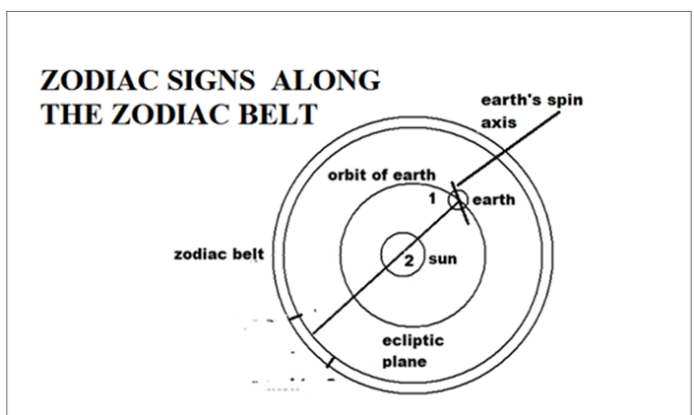 ZODIAC SIGNS ALONG
THE ZODIAC BELT
earth's spin
axis
orbit of earth
1
earth
zodiac belt
2
sun
ecliptic
plane